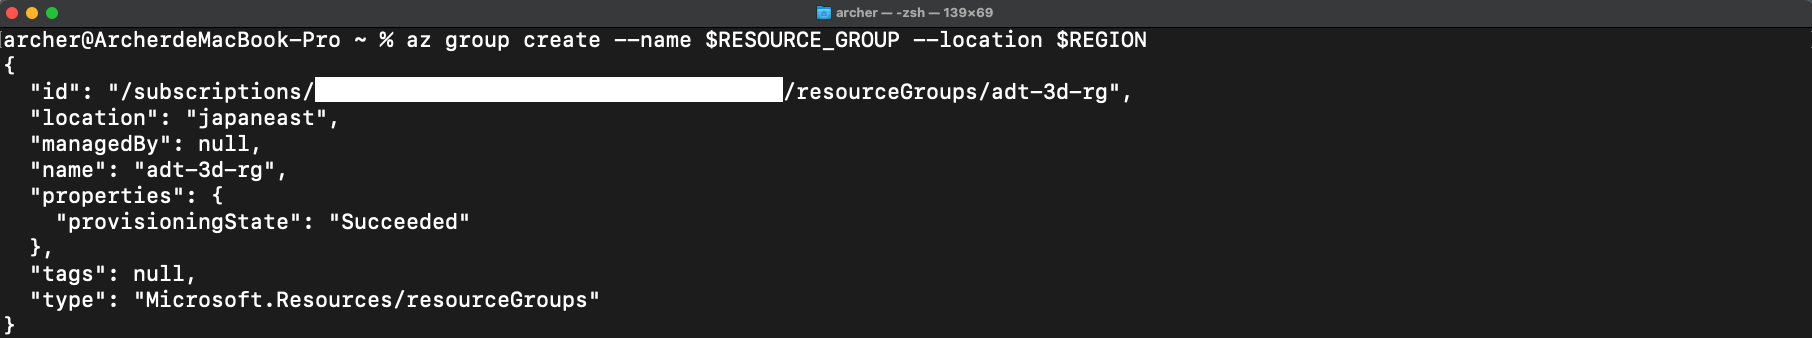 archer — -zsh — 139×69
archer@ArcherdeMacBook-Pro ~ % az group create --name $RESOURCE_GROUP --location $REGION
{
  "id": "/subscriptions/ /resourceGroups/adt-3d-rg",
  "location": "japaneast",
  "managedBy": null,
  "name": "adt-3d-rg",
  "properties": {
    "provisioningState": "Succeeded"
  },
  "tags": null,
  "type": "Microsoft.Resources/resourceGroups"
}